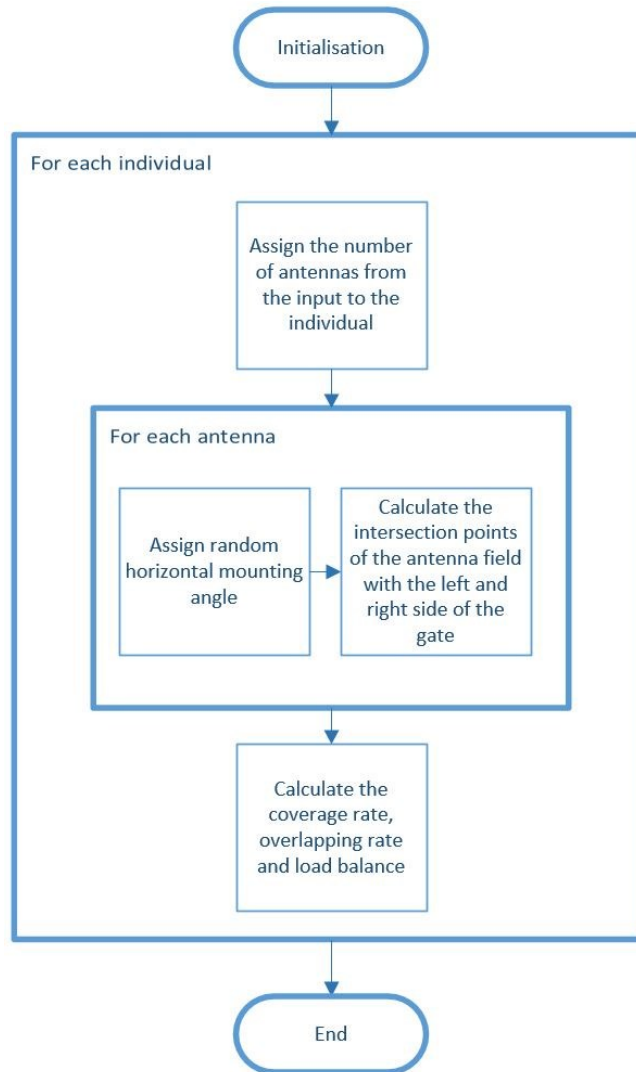 Initialisation
For each individual
Assign the number
of antennas from
the input to the
individual
For each antenna
Assign random
horizontal mounting
angle
Calculate the
intersection points
of the antenna field
with the left and
right side of the
gate
Calculate the
coverage rate,
overlapping rate
and load balance
End